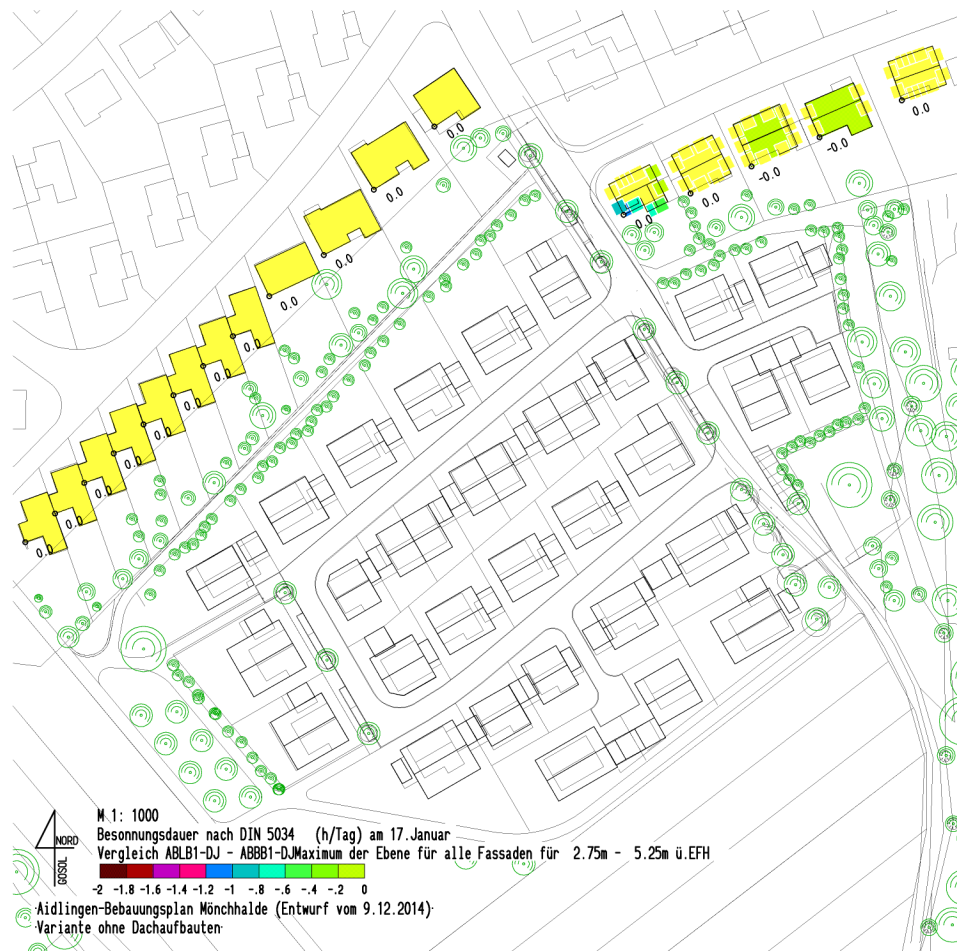 0.0
0.0
0.0
0.0
0.0
0.0
0.0
0.0
0.0
0.0
0.0
0.0
0.0
-0.0
-0.0
0.0
M 1: 1000
Besonnungsdauer nach DIN 5034 (h/Tag) am 17.Januar
Vergleich ABLB1-DJ - ABBB1-DJMaximum der Ebene für alle Fassaden für 2.75m - 5.25m ü.EFH
NORD
GOSOL
-2 -1.8 -1.6 -1.4 -1.2 -1 -.8 -.6 -.4 -.2 0
Aidlingen-Bebauungsplan Mönchhalde (Entwurf vom 9.12.2014)
Variante ohne Dachaufbauten